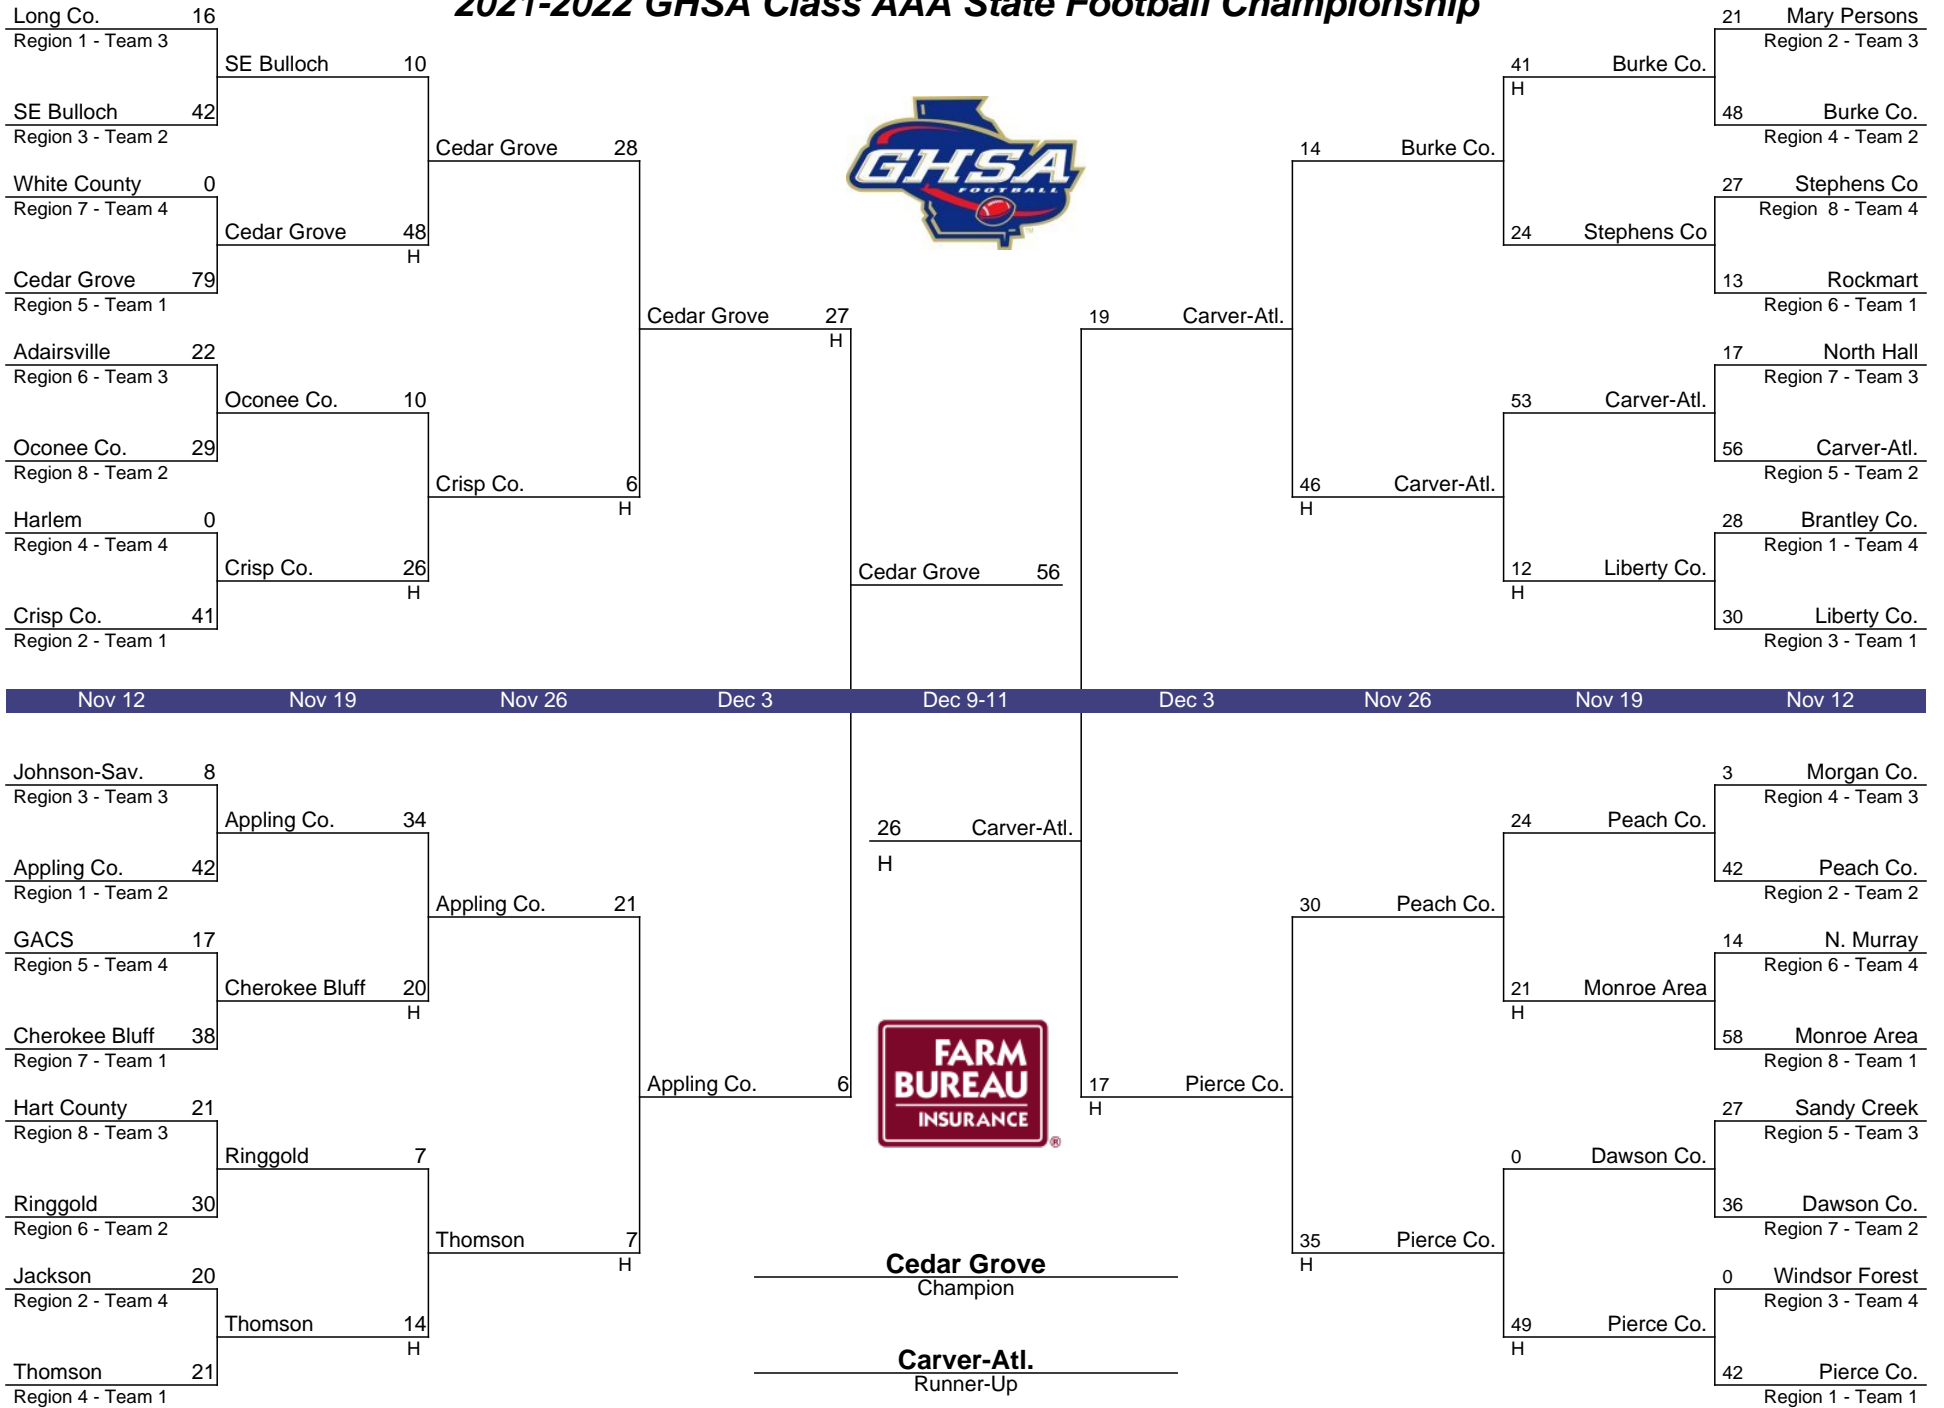 2021-2022 GHSA Class AAA State Football Championship
Long Co. 16
Region 1 - Team 3
SE Bulloch 10
SE Bulloch 42
Region 3 - Team 2
Cedar Grove 28
White County 0
Region 7 - Team 4
Cedar Grove 48
H
Cedar Grove 79
Region 5 - Team 1
Cedar Grove 27
H
Adairsville 22
Region 6 - Team 3
Oconee Co. 10
Oconee Co. 29
Region 8 - Team 2
Crisp Co. 6
H
Harlem 0
Region 4 - Team 4
Crisp Co. 26
H
Crisp Co. 41
Region 2 - Team 1
GHSA
FOOTBALL
TM
Cedar Grove 56
21 Mary Persons
Region 2 - Team 3
41 Burke Co.
H
48 Burke Co.
Region 4 - Team 2
14 Burke Co.
27 Stephens Co
Region 8 - Team 4
24 Stephens Co
13 Rockmart
Region 6 - Team 1
19 Carver-Atl.
17 North Hall
Region 7 - Team 3
53 Carver-Atl.
56 Carver-Atl.
Region 5 - Team 2
46 Carver-Atl.
H
28 Brantley Co.
Region 1 - Team 4
12 Liberty Co.
H
30 Liberty Co.
Region 3 - Team 1
Nov 12 Nov 19 Nov 26 Dec 3 Dec 9-11 Dec 3 Nov 26 Nov 19 Nov 12
Johnson-Sav. 8
Region 3 - Team 3
Appling Co. 34
Appling Co. 42
Region 1 - Team 2
Appling Co. 21
GACS 17
Region 5 - Team 4
Cherokee Bluff 20
H
Cherokee Bluff 38
Region 7 - Team 1
Appling Co. 6
Hart County 21
Region 8 - Team 3
Ringgold 7
Ringgold 30
Region 6 - Team 2
Thomson 7
H
Jackson 20
Region 2 - Team 4
Thomson 14
H
Thomson 21
Region 4 - Team 1
26 Carver-Atl.
H
FARM
BUREAU
INSURANCE
®
Cedar Grove
Champion
Carver-Atl.
Runner-Up
3 Morgan Co.
Region 4 - Team 3
24 Peach Co.
42 Peach Co.
Region 2 - Team 2
30 Peach Co.
14 N. Murray
Region 6 - Team 4
21 Monroe Area
H
58 Monroe Area
Region 8 - Team 1
17 Pierce Co.
H
27 Sandy Creek
Region 5 - Team 3
0 Dawson Co.
36 Dawson Co.
Region 7 - Team 2
35 Pierce Co.
H
0 Windsor Forest
Region 3 - Team 4
49 Pierce Co.
H
42 Pierce Co.
Region 1 - Team 1